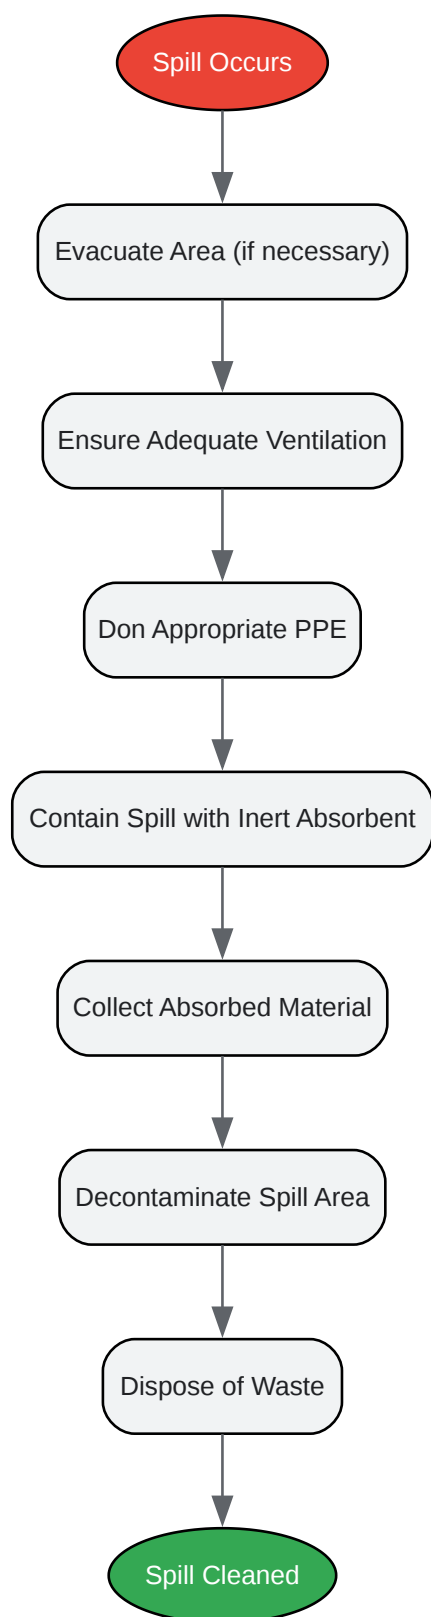 Spill Occurs
Evacuate Area (if necessary)
Ensure Adequate Ventilation
Don Appropriate PPE
Contain Spill with Inert Absorbent
Collect Absorbed Material
Decontaminate Spill Area
Dispose of Waste
Spill Cleaned